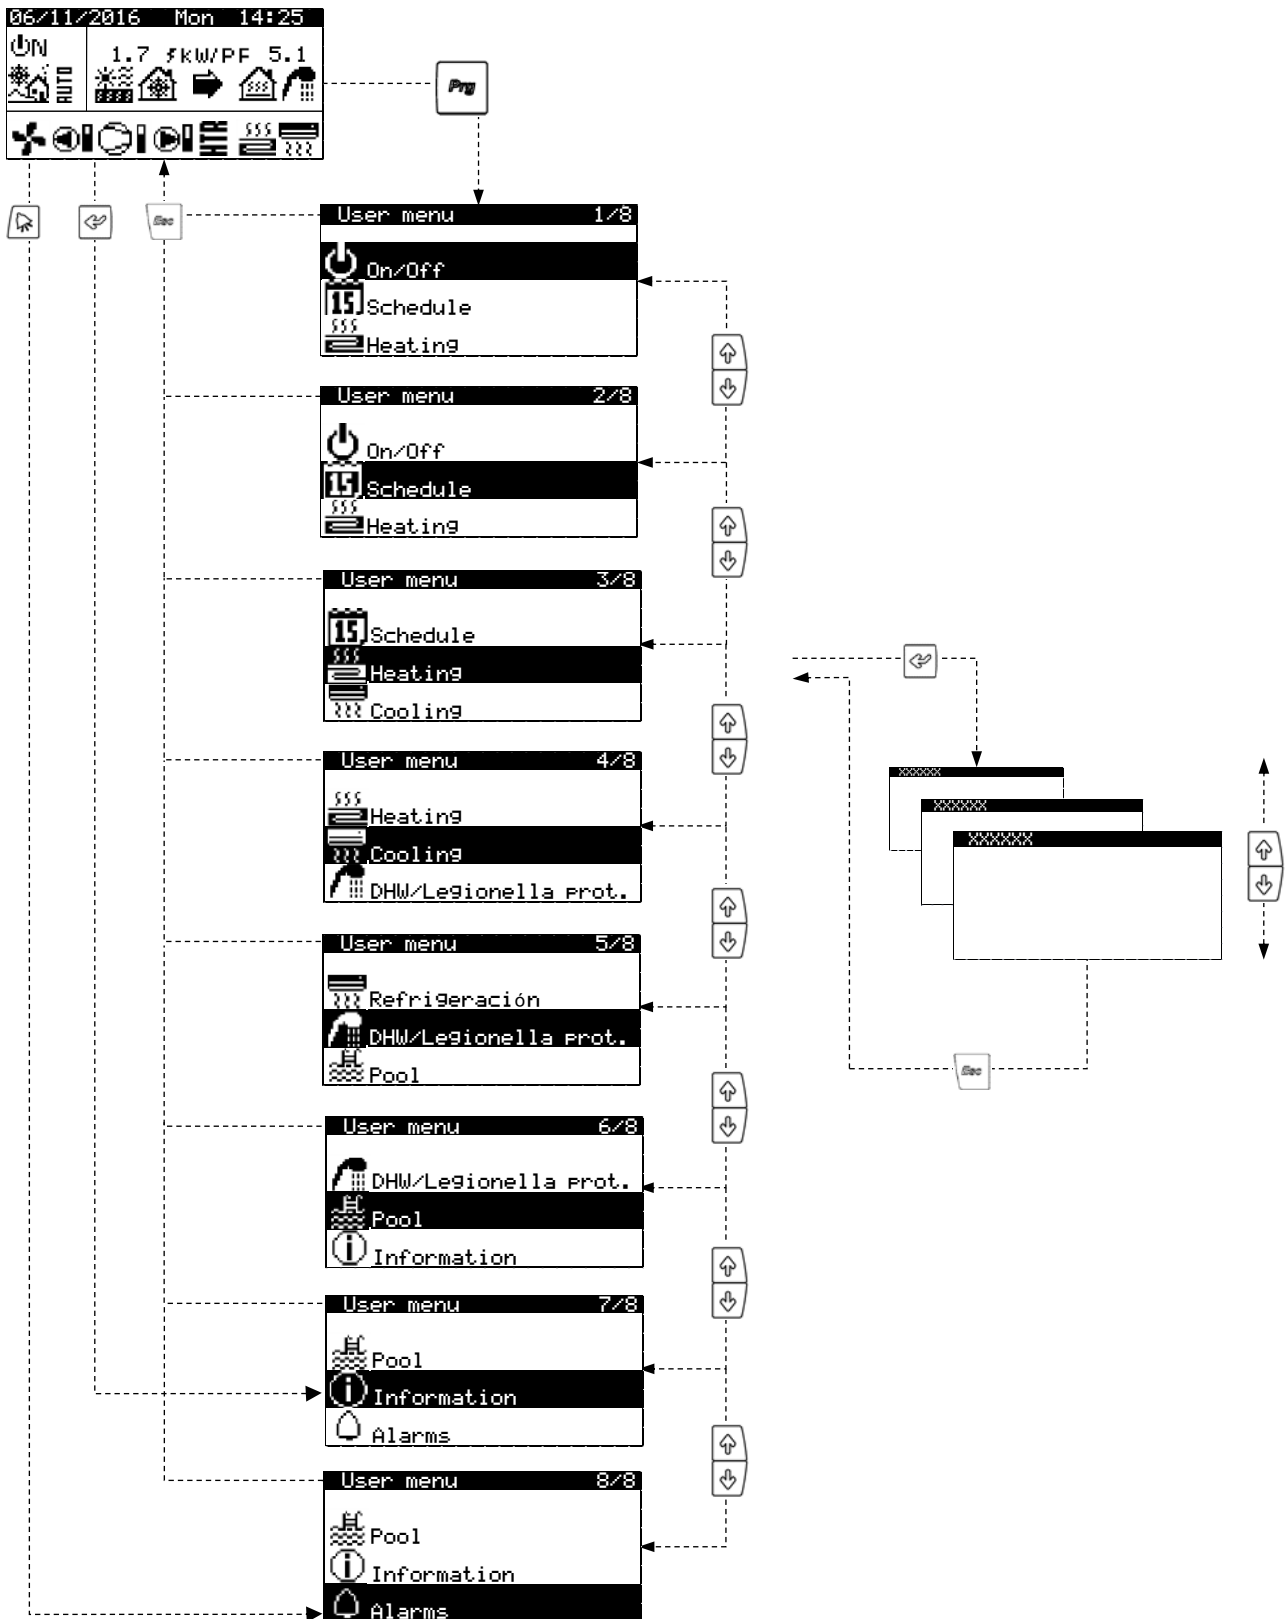 06/11/2016 Mon 14:25
ON
1.7 kW/PF 5.1
AUTO
HTR
Prg
Esc
User menu 1/8
On/Off
15 Schedule
Heating
User menu 2/8
On/Off
15 Schedule
Heating
User menu 3/8
15 Schedule
Heating
Cooling
User menu 4/8
Heating
Cooling
DHW/Legionella prot.
User menu 5/8
Refrigeración
DHW/Legionella prot.
Pool
User menu 6/8
DHW/Legionella prot.
Pool
i Information
User menu 7/8
Pool
i Information
Alarms
User menu 8/8
Pool
i Information
Alarms
XXXXXX
XXXXXX
XXXXXX
Esc